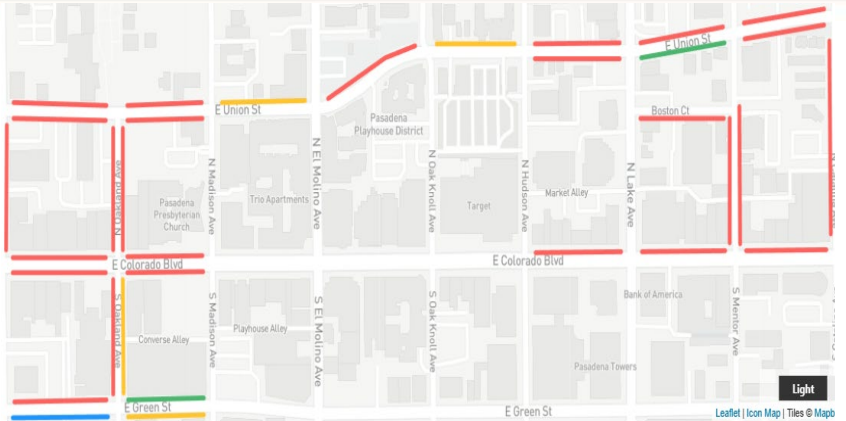 E Union St
E Union St
Boston Ct
Pasadena
Playhouse District
N Oakland Ave
N Madison Ave
N El Molino Ave
N Oak Knoll Ave
N Hudson Ave
N Lake Ave
Market Alley
Pasadena
Presbyterian
Church
Trio Apartments
Target
E Colorado Blvd
E Colorado Blvd
S Oakland Ave
S Madison Ave
S El Molino Ave
S Oak Knoll Ave
S Mentor Ave
Bank of America
Converse Alley
Playhouse Alley
Pasadena Towers
Light
E Green St
E Green St
Leaflet | Icon Map | Tiles © Mapb